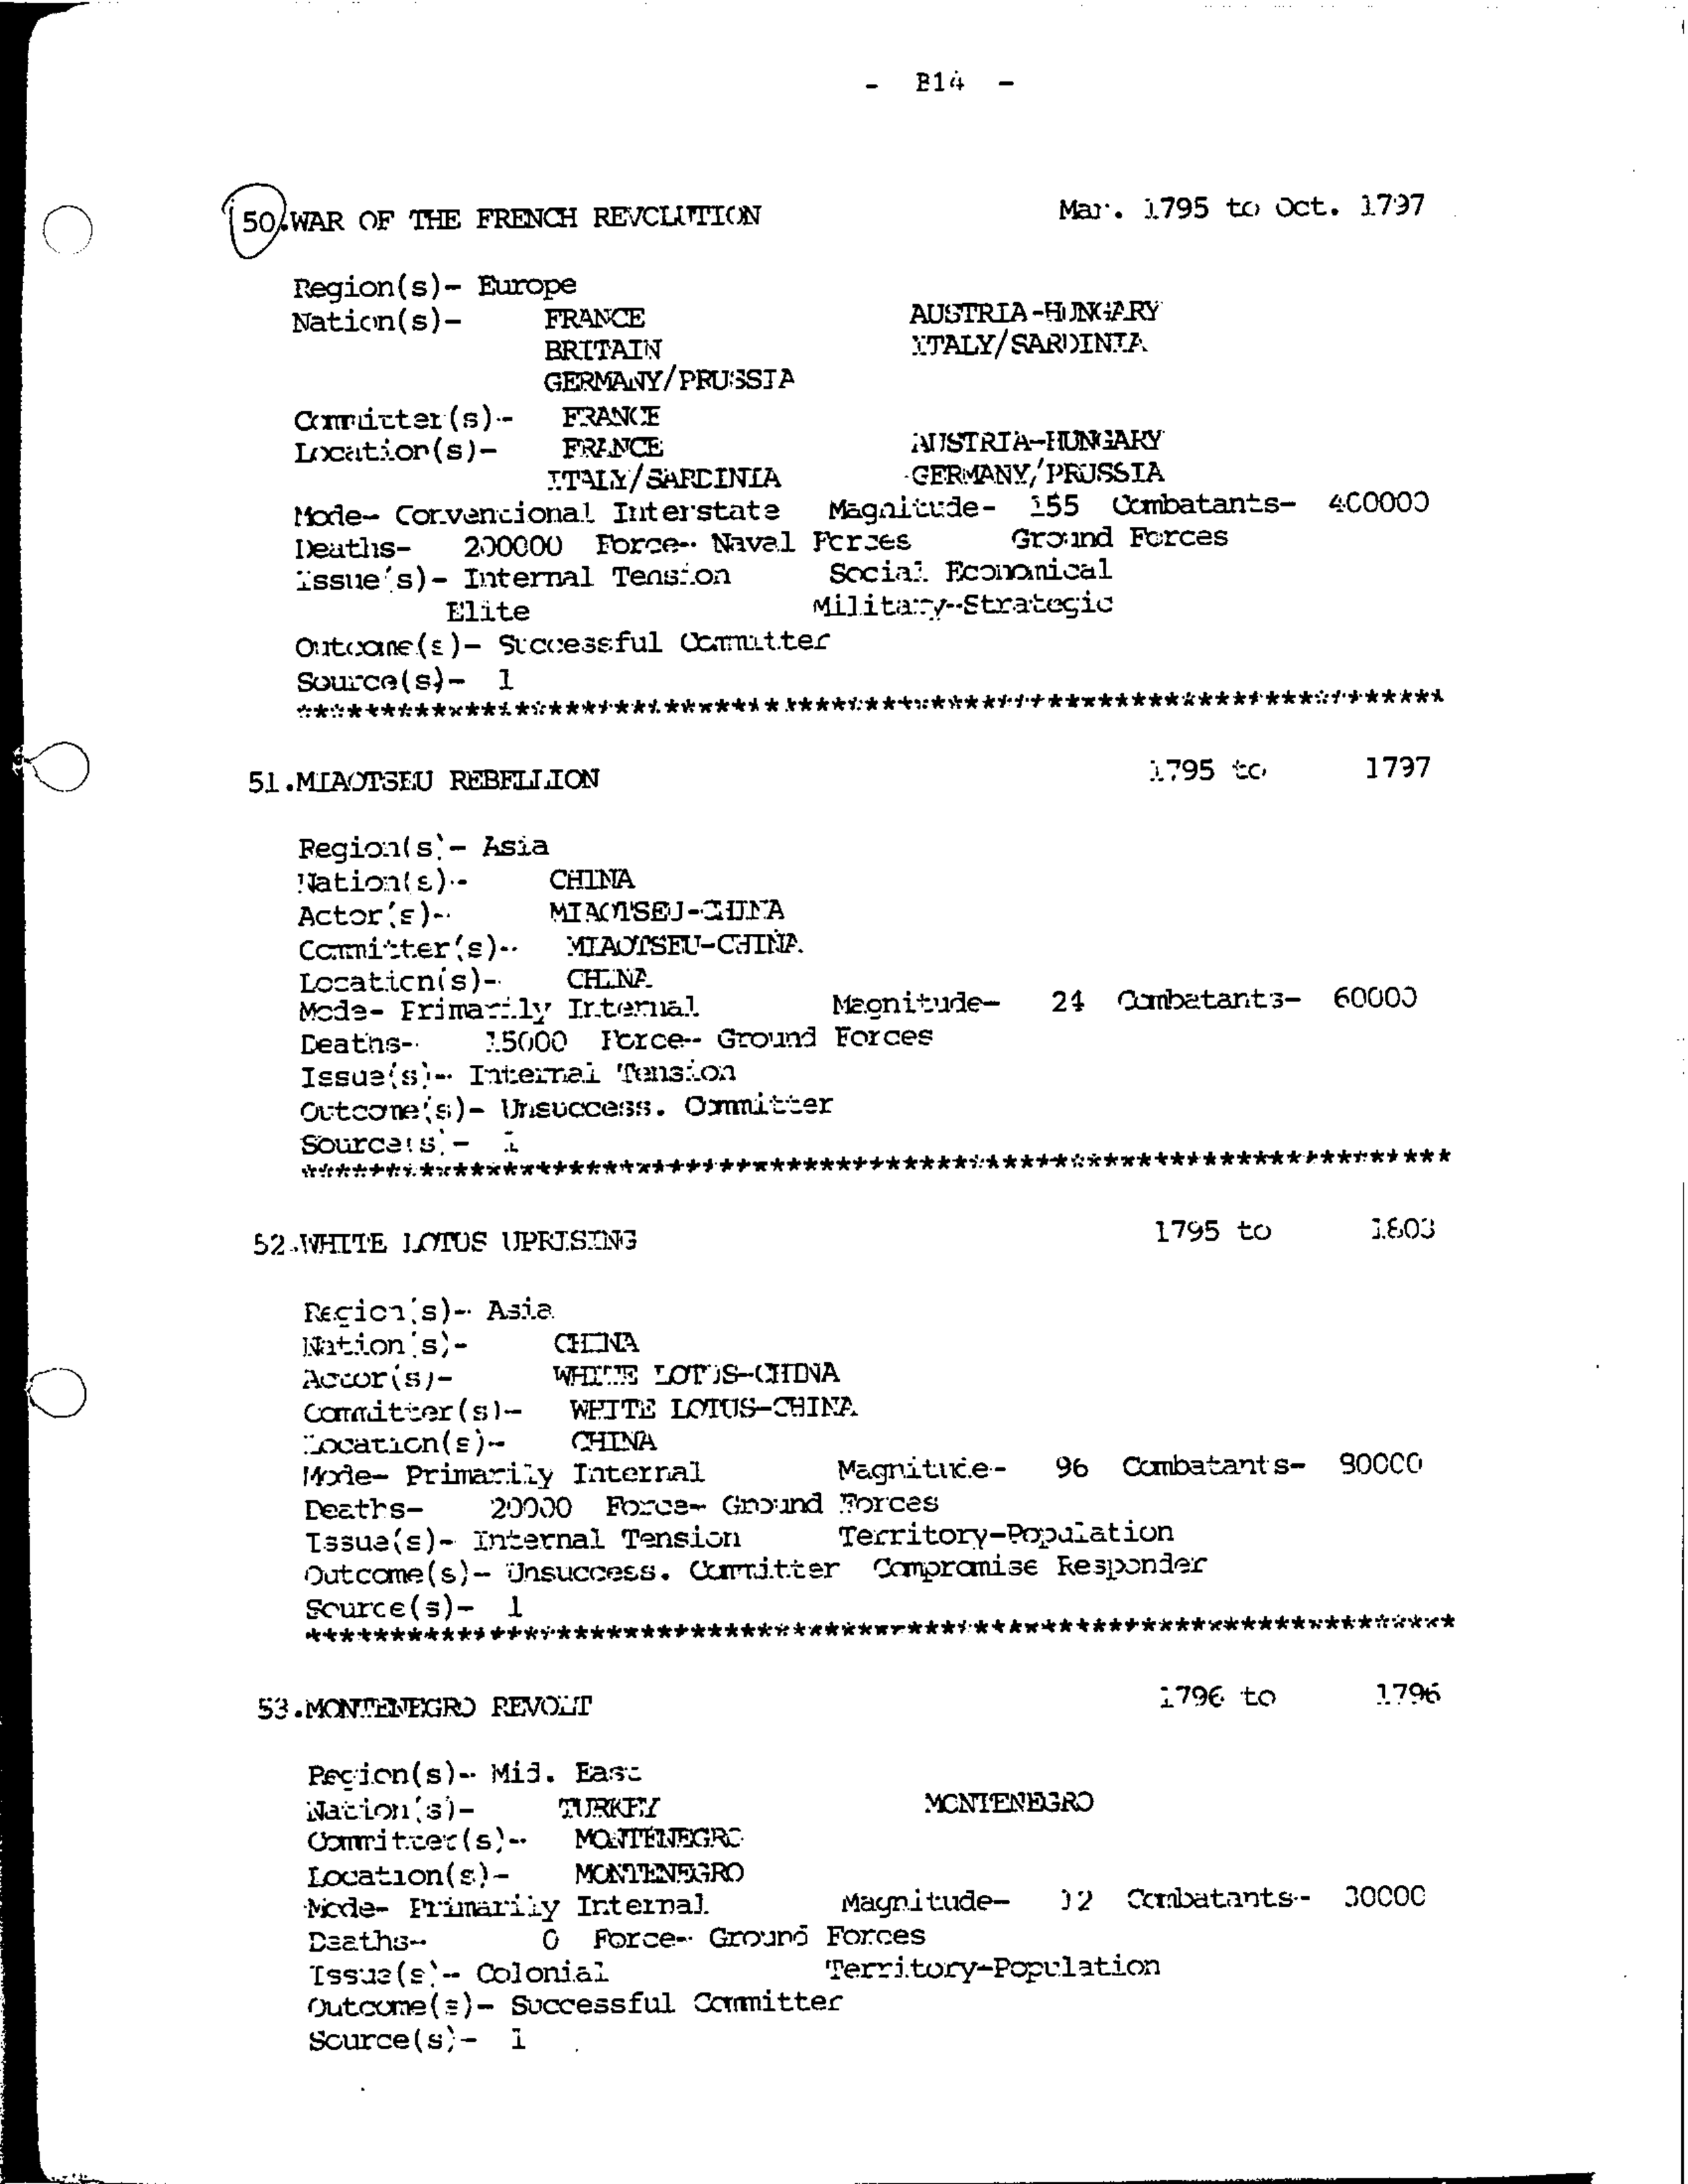 - B14 -
50.WAR OF THE FRENCH REVOLUTION Mar. 1795 to Oct. 1797
Region(s)- Europe
Nation(s)- FRANCE AUSTRIA-HUNGARY
BRITAIN ITALY/SARDINIA
GERMANY/PRUSSIA
Committer(s)- FRANCE
Location(s)- FRANCE AUSTRIA-HUNGARY
ITALY/SARDINIA GERMANY/PRUSSIA
Mode- Conventional Interstate Magnitude- 155 Combatants- 400000
Deaths- 200000 Force- Naval Forces Ground Forces
Issue(s)- Internal Tension Social Economical
Elite Military-Strategic
Outcome(s)- Successful Committer
Source(s)- 1
**********************************************************************
51.MIAOTSEU REBELLION 1795 to 1797
Region(s)- Asia
Nation(s)- CHINA
Actor(s)- MIAOTSEU-CHINA
Committer(s)- MIAOTSEU-CHINA
Location(s)- CHINA
Mode- Primarily Internal Magnitude- 24 Combatants- 60000
Deaths- 15000 Force- Ground Forces
Issue(s)- Internal Tension
Outcome(s)- Unsuccess. Committer
Source(s)- 1
**********************************************************************
52.WHITE LOTUS UPRISING 1795 to 1803
Region(s)- Asia
Nation(s)- CHINA
Actor(s)- WHITE LOTUS-CHINA
Committer(s)- WHITE LOTUS-CHINA
Location(s)- CHINA
Mode- Primarily Internal Magnitude- 96 Combatants-
Deaths- 20000 Force- Ground Forces
Issue(s)- Internal Tension Territory-Population
Outcome(s)- Unsuccess. Committer Compromise Responder
Source(s)- 1
**********************************************************************
53.MONTENEGRO REVOLT 1796 to 1796
Region(s)- Mid. East
Nation(s)- TURKEY MONTENEGRO
Committer(s)- MONTENEGRO
Location(s)- MONTENEGRO
Mode- Primarily Internal Magnitude- 12 Combatants- 30000
Deaths- 0 Force- Ground Forces
Issue(s)- Colonial Territory-Population
Outcome(s)- Successful Committer
Source(s)- 1